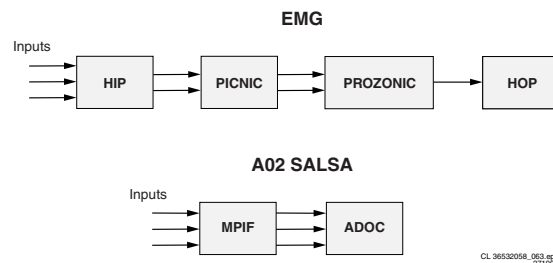 EMG
Inputs
HIP
PICNIC
PROZONIC
HOP
A02 SALSA
Inputs
MPIF
ADOC